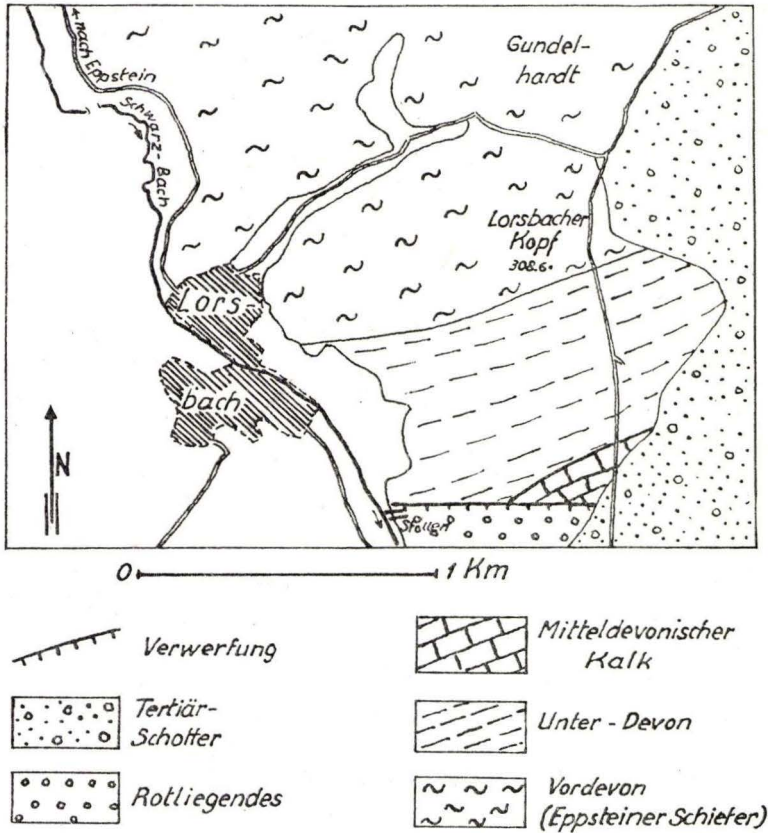 nach Eppstein
Schwarz-Bach
Gundel-
hardt
Lorsbacher
Kopf
308.6
Lors-
bach
N
Stollen
0 1 Km
Verwerfung
Tertiär-
Schotter
Rotliegendes
Mitteldevonischer
Kalk
Unter-Devon
Vordevon
(Eppsteiner Schiefer)